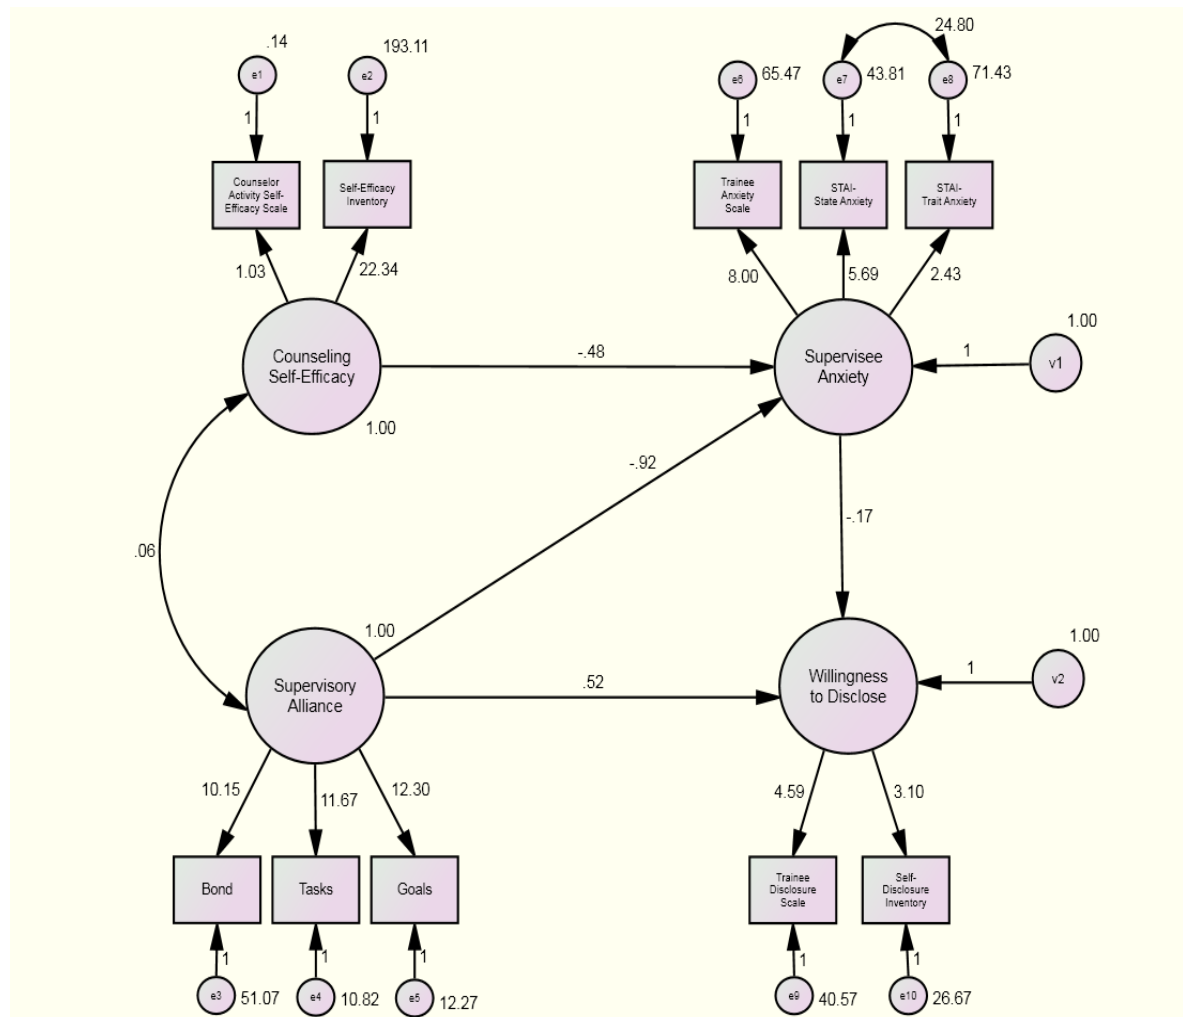 .14
193.11
24.80
e1
e2
e6
65.47
e7
43.81
e8
71.43
1
1
1
1
1
Counselor
Activity Self-
Efficacy Scale
Self-Efficacy
Inventory
Trainee
Anxiety
Scale
STAI-
State Anxiety
STAI-
Trait Anxiety
1.03
22.34
8.00
5.69
2.43
Counseling
Self-Efficacy
1.00
-.48
Supervisee
Anxiety
1
v1
1.00
-.92
-.17
.06
1.00
Supervisory
Alliance
.52
Willingness
to Disclose
1
v2
1.00
10.15
11.67
12.30
4.59
3.10
Bond
Tasks
Goals
Trainee
Disclosure
Scale
Self-
Disclosure
Inventory
1
1
1
1
1
e3
51.07
e4
10.82
e5
12.27
e9
40.57
e10
26.67